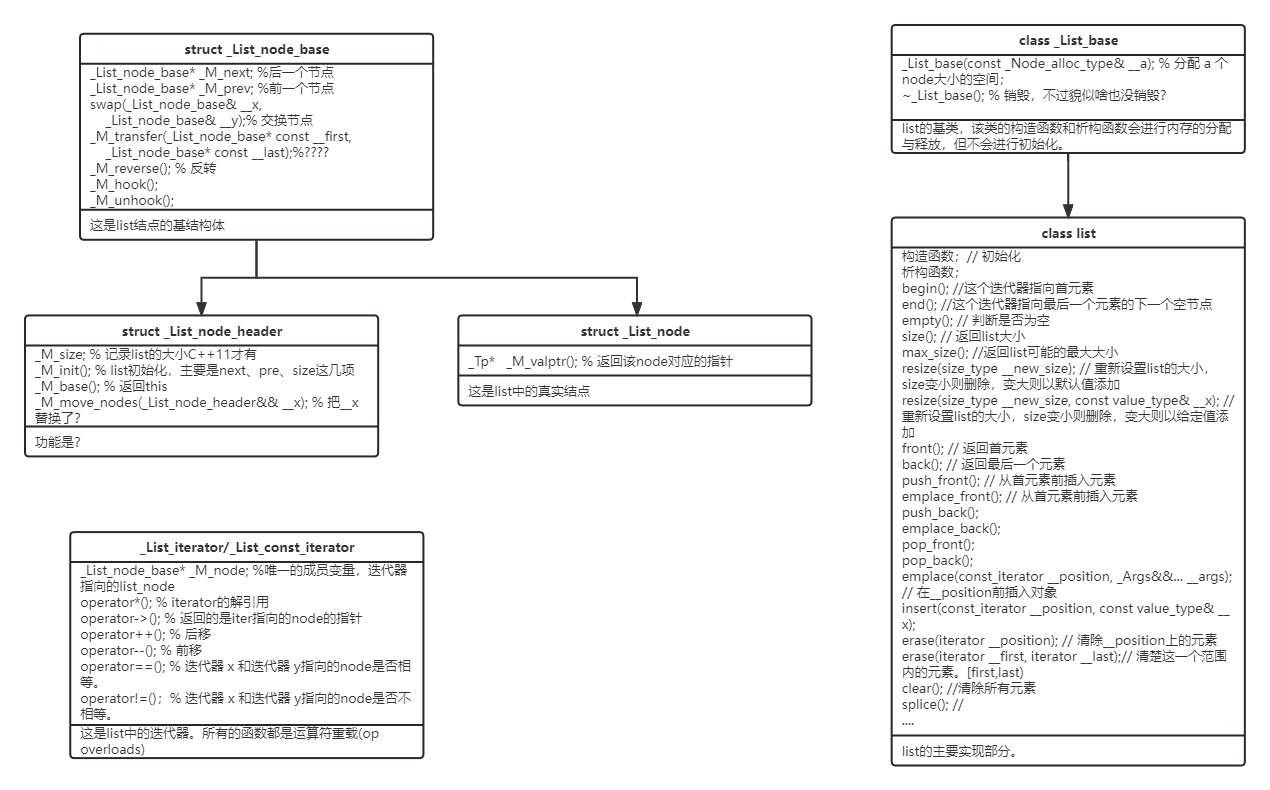 struct _List_node_base
_List_node_base* _M_next; %后一个节点
_List_node_base* _M_prev; %前一个节点
swap(_List_node_base& __x,
_List_node_base& __y);% 交换节点
_M_transfer(_List_node_base* const __first,
_List_node_base* const __last);%????
_M_reverse(); % 反转
_M_hook();
_M_unhook();
这是list结点的基结构体
struct _List_node_header
_M_size; % 记录list的大小C++11才有
_M_init(); % list初始化，主要是next、pre、size这几项
_M_base(); % 返回this
_M_move_nodes(_List_node_header&& __x); % 把__x
替换了?
功能是?
struct _List_node
_Tp* _M_valptr(); % 返回该node对应的指针
这是list中的真实结点
_List_iterator/_List_const_iterator
_List_node_base* _M_node; %唯一的成员变量，迭代器
指向的list_node
operator*(); % iterator的解引用
operator->(); % 返回的是iter指向的node的指针
operator++(); % 后移
operator--(); % 前移
operator==(); % 迭代器 x 和迭代器 y指向的node是否相
等。
operator!=()；% 迭代器 x 和迭代器 y指向的node是否不
相等。
这是list中的迭代器。所有的函数都是运算符重载(op
overloads)
class _List_base
_List_base(const _Node_alloc_type& __a); % 分配 a 个
node大小的空间；
~_List_base(); % 销毁，不过貌似啥也没销毁?
list的基类，该类的构造函数和析构函数会进行内存的分配
与释放，但不会进行初始化。
class list
构造函数；// 初始化
析构函数；
begin(); //这个迭代器指向首元素
end(); //这个迭代器指向最后一个元素的下一个空节点
empty(); // 判断是否为空
size(); // 返回list大小
max_size(); //返回list可能的最大大小
resize(size_type __new_size); // 重新设置list的大小，
size变小则删除，变大则以默认值添加
resize(size_type __new_size, const value_type& __x); //
重新设置list的大小，size变小则删除，变大则以给定值添
加
front(); // 返回首元素
back(); // 返回最后一个元素
push_front(); // 从首元素前插入元素
emplace_front(); // 从首元素前插入元素
push_back();
emplace_back();
pop_front();
pop_back();
emplace(const_iterator __position, _Args&&... __args);
// 在__position前插入对象
insert(const_iterator __position, const value_type& __
x);
erase(iterator __position); // 清除__position上的元素
erase(iterator __first, iterator __last);// 清楚这一个范围
内的元素。[first,last)
clear(); //清除所有元素
splice(); //
....
list的主要实现部分。